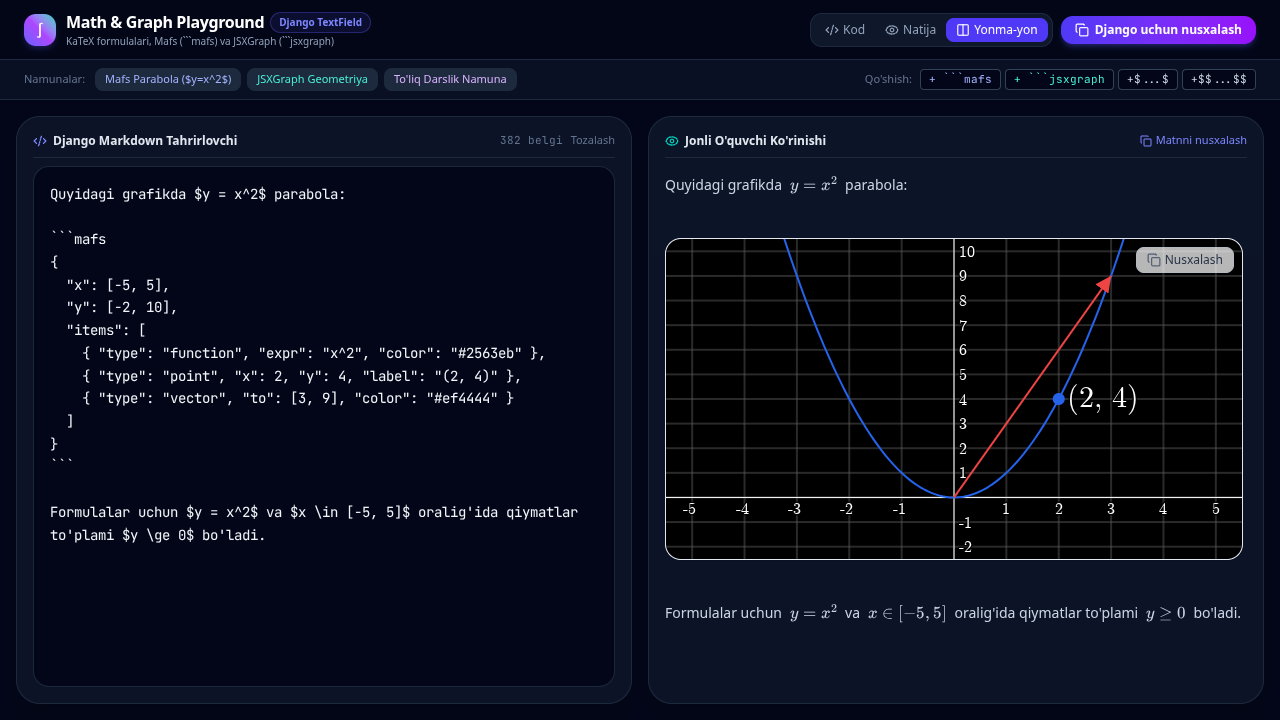 ∫
Math & Graph Playground
Django TextField
KaTeX formulalari, Mafs (```mafs) va JSXGraph (```jsxgraph)
Kod
Natija
Yonma-yon
Django uchun nusxalash
Namunalar:
Mafs Parabola ($y=x^2$)
JSXGraph Geometriya
To'liq Darslik Namuna
Qo'shish:
+ ```mafs
+ ```jsxgraph
+$...$
+$$...$$
Django Markdown Tahrirlovchi
382 belgi
Tozalash
Quyidagi grafikda $y = x^2$ parabola:
```mafs
{
"x": [-5, 5],
"y": [-2, 10],
"items": [
{ "type": "function", "expr": "x^2", "color": "#2563eb" },
{ "type": "point", "x": 2, "y": 4, "label": "(2, 4)" },
{ "type": "vector", "to": [3, 9], "color": "#ef4444" }
]
}
```
Formulalar uchun $y = x^2$ va $x \in [-5, 5]$ oralig'ida qiymatlar
to'plami $y \ge 0$ bo'ladi.
Jonli O'quvchi Ko'rinishi
Matnni nusxalash
Quyidagi grafikda y = x² parabola:
Nusxalash
10
9
8
7
6
5
4
3
2
1
(2, 4)
-5 -4 -3 -2 -1 1 2 3 4 5
-1
-2
Formulalar uchun y = x² va x ∈ [−5, 5] oralig'ida qiymatlar to'plami y ≥ 0 bo'ladi.